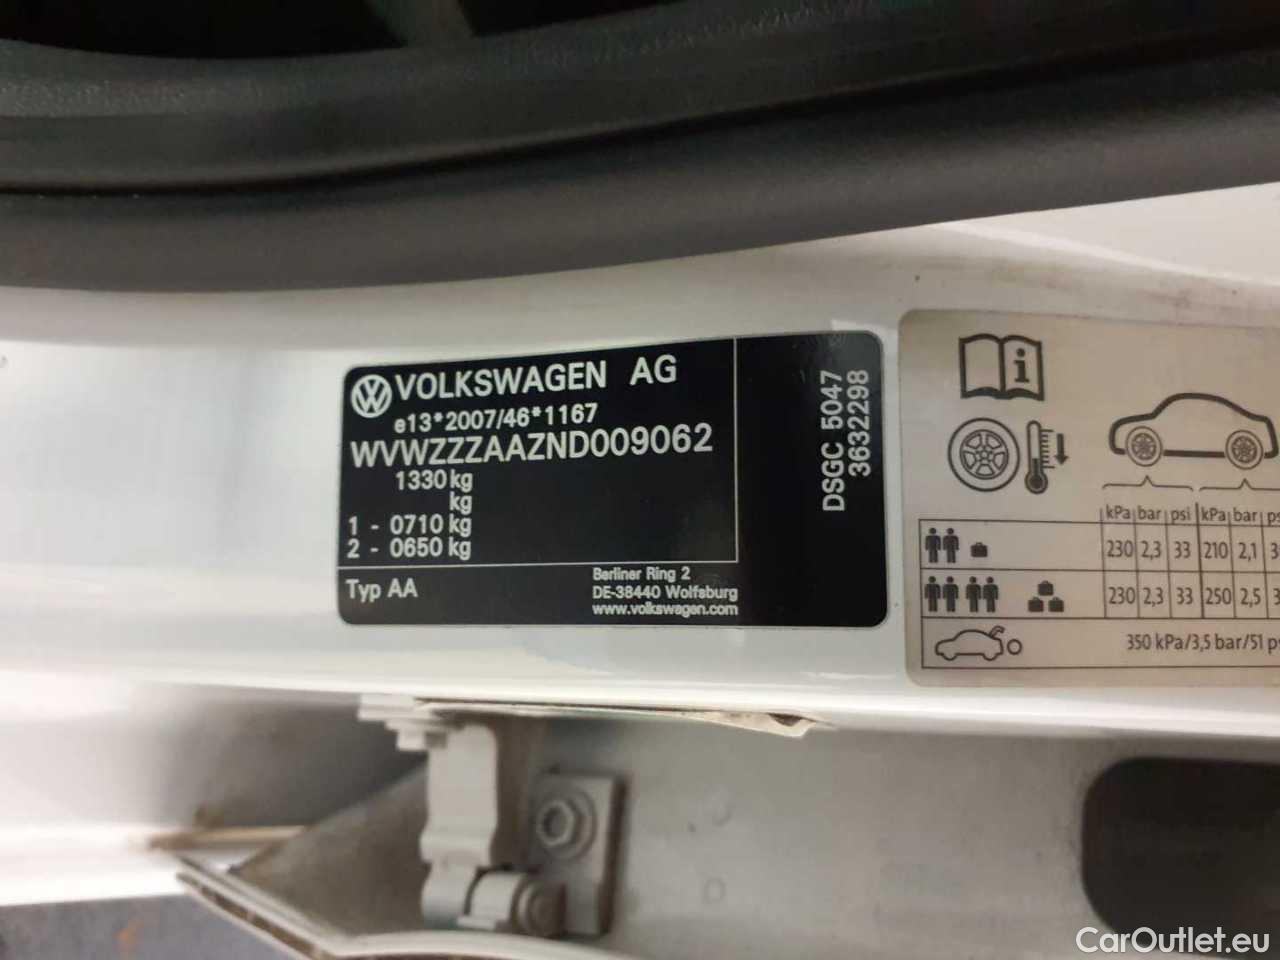 VOLKSWAGEN AG
e13*2007/46*1167
WVWZZZAAZND009062
1330 kg
kg
1 - 0710 kg
2 - 0650 kg
Typ AA
Berliner Ring 2
DE-38440 Wolfsburg
www.volkswagen.com
DSGC 5047
3632298
i
kPa bar psi kPa bar
230 2,3 33 210 2,1
230 2,3 33 250 2,5
350 kPa/3,5 bar/51
CarOutlet.eu